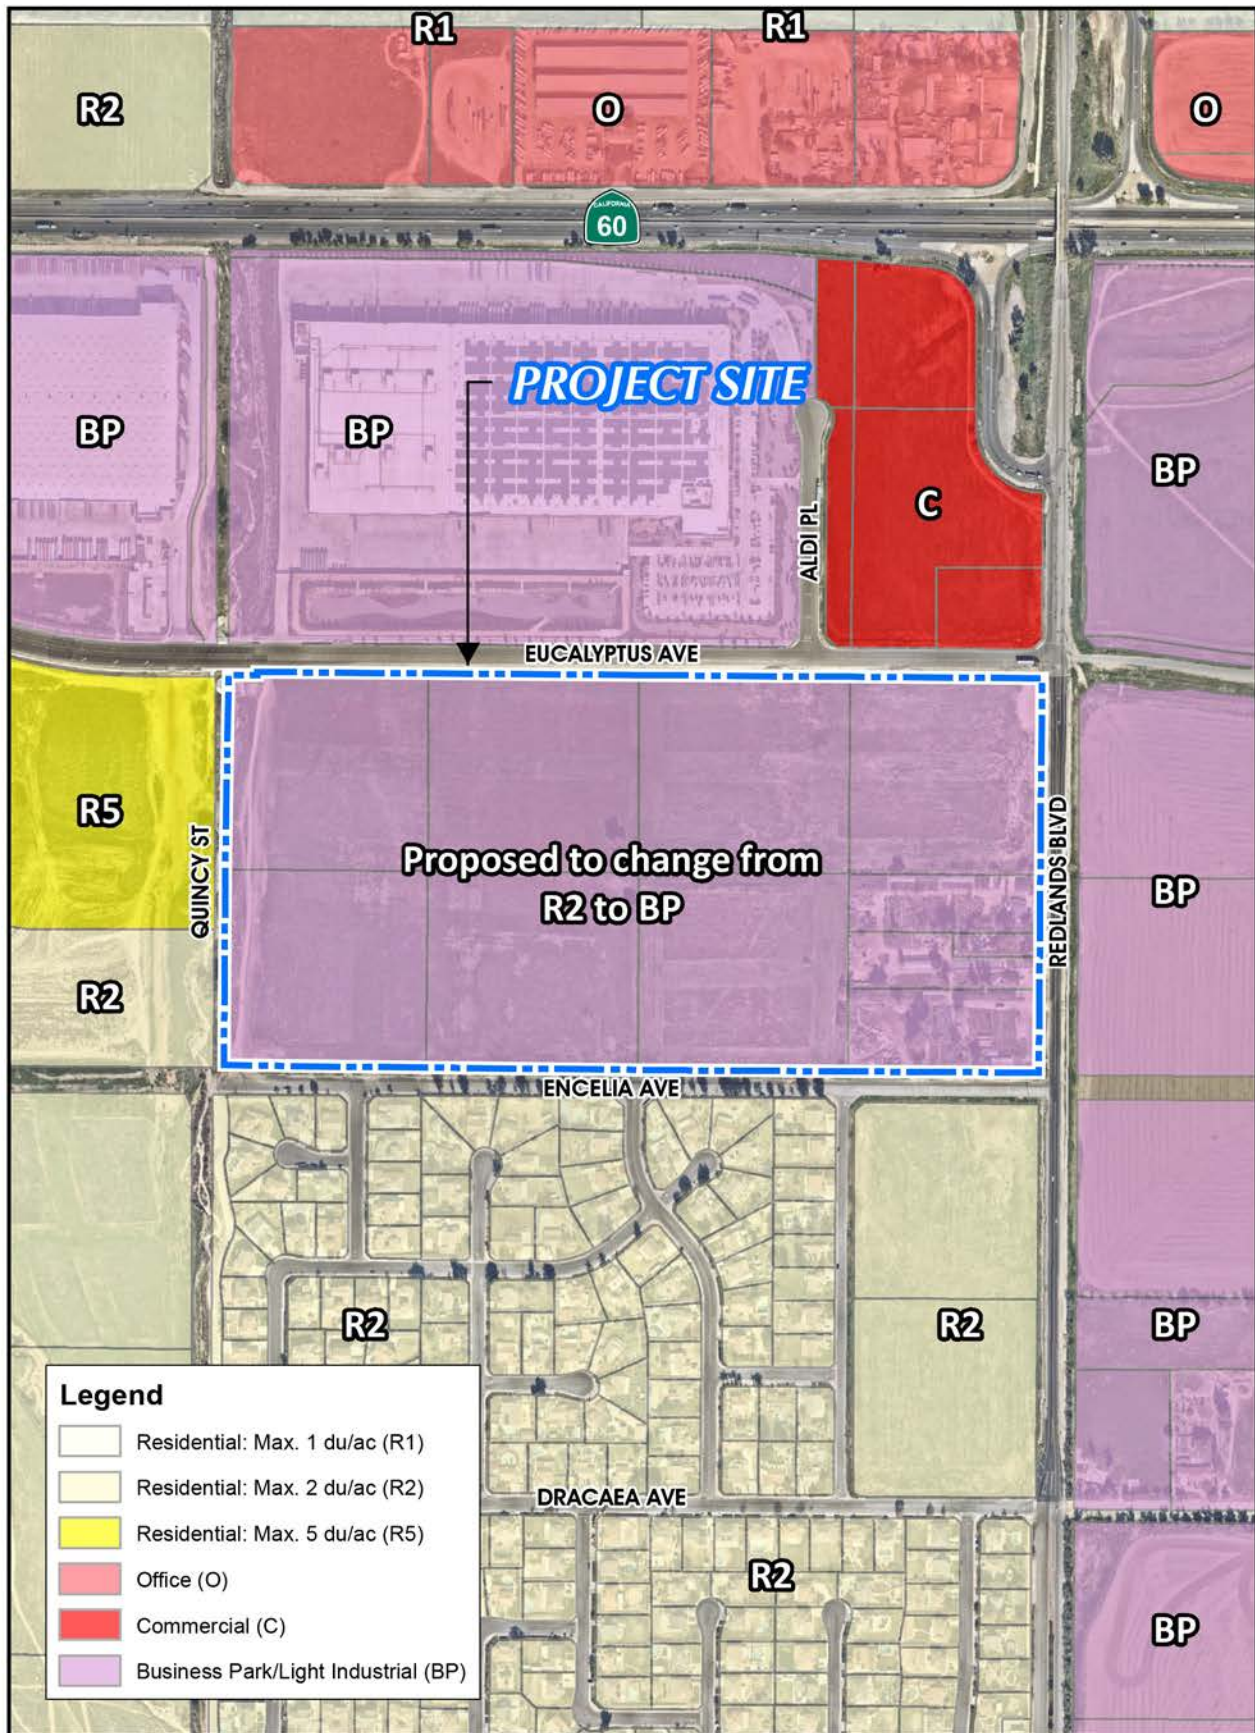 R1
R1
R2
O
O
CALIFORNIA
60
PROJECT SITE
BP
BP
BP
C
ALDI PL
EUCALYPTUS AVE
R5
QUINCY ST
Proposed to change from
R2 to BP
REDLANDS BLVD
BP
R2
ENCELIA AVE
R2
R2
BP
Legend
Residential: Max. 1 du/ac (R1)
Residential: Max. 2 du/ac (R2)
Residential: Max. 5 du/ac (R5)
Office (O)
Commercial (C)
Business Park/Light Industrial (BP)
DRACAEA AVE
R2
BP